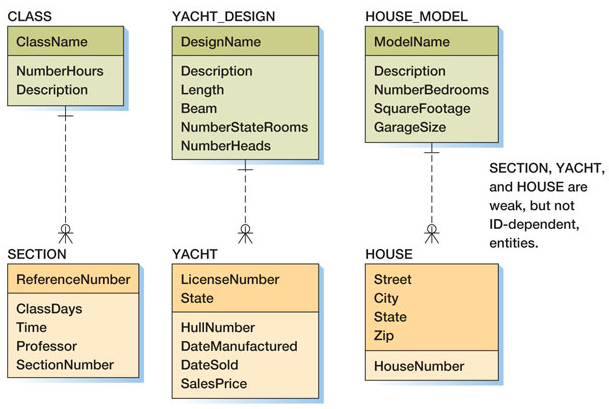 CLASS
ClassName
NumberHours
Description
YACHT_DESIGN
DesignName
Description
Length
Beam
NumberStateRooms
NumberHeads
HOUSE_MODEL
ModelName
Description
NumberBedrooms
SquareFootage
GarageSize
SECTION, YACHT,
and HOUSE are
weak, but not
ID-dependent,
entities.
SECTION
ReferenceNumber
ClassDays
Time
Professor
SectionNumber
YACHT
LicenseNumber
State
HullNumber
DateManufactured
DateSold
SalesPrice
HOUSE
Street
City
State
Zip
HouseNumber